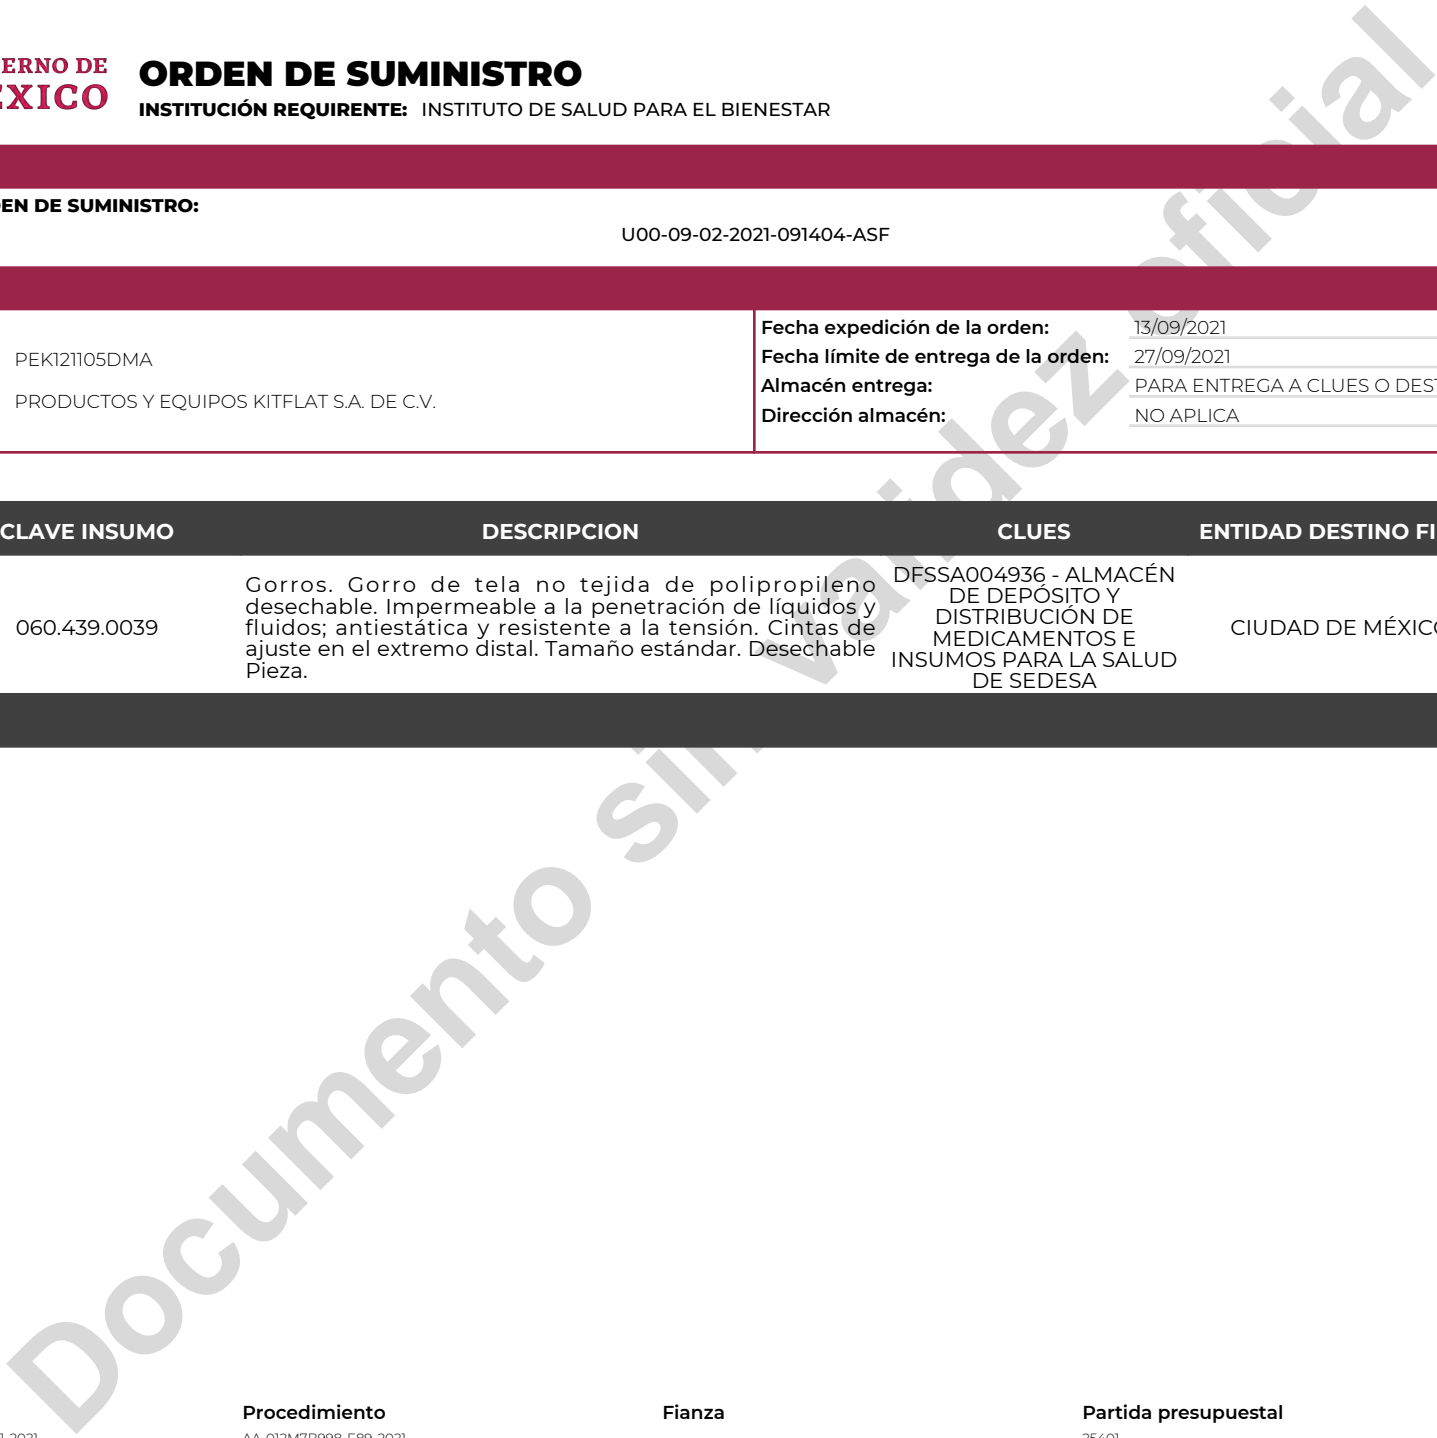 ERNO DE
ÉXICO
ORDEN DE SUMINISTRO
INSTITUCIÓN REQUIRENTE: INSTITUTO DE SALUD PARA EL BIENESTAR
EN DE SUMINISTRO:
U00-09-02-2021-091404-ASF
PEK121105DMA
PRODUCTOS Y EQUIPOS KITFLAT S.A. DE C.V.
Fecha expedición de la orden: 13/09/2021
Fecha límite de entrega de la orden: 27/09/2021
Almacén entrega: PARA ENTREGA A CLUES O DEST
Dirección almacén: NO APLICA
CLAVE INSUMO DESCRIPCION CLUES ENTIDAD DESTINO FI
060.439.0039
Gorros. Gorro de tela no tejida de polipropileno
desechable. Impermeable a la penetración de líquidos y
fluidos; antiestática y resistente a la tensión. Cintas de
ajuste en el extremo distal. Tamaño estándar. Desechable
Pieza.
DFSSA004936 - ALMACÉN
DE DEPÓSITO Y
DISTRIBUCIÓN DE
MEDICAMENTOS E
INSUMOS PARA LA SALUD
DE SEDESA
CIUDAD DE MÉXICO
Documento sin validez oficial
Procedimiento Fianza Partida presupuestal